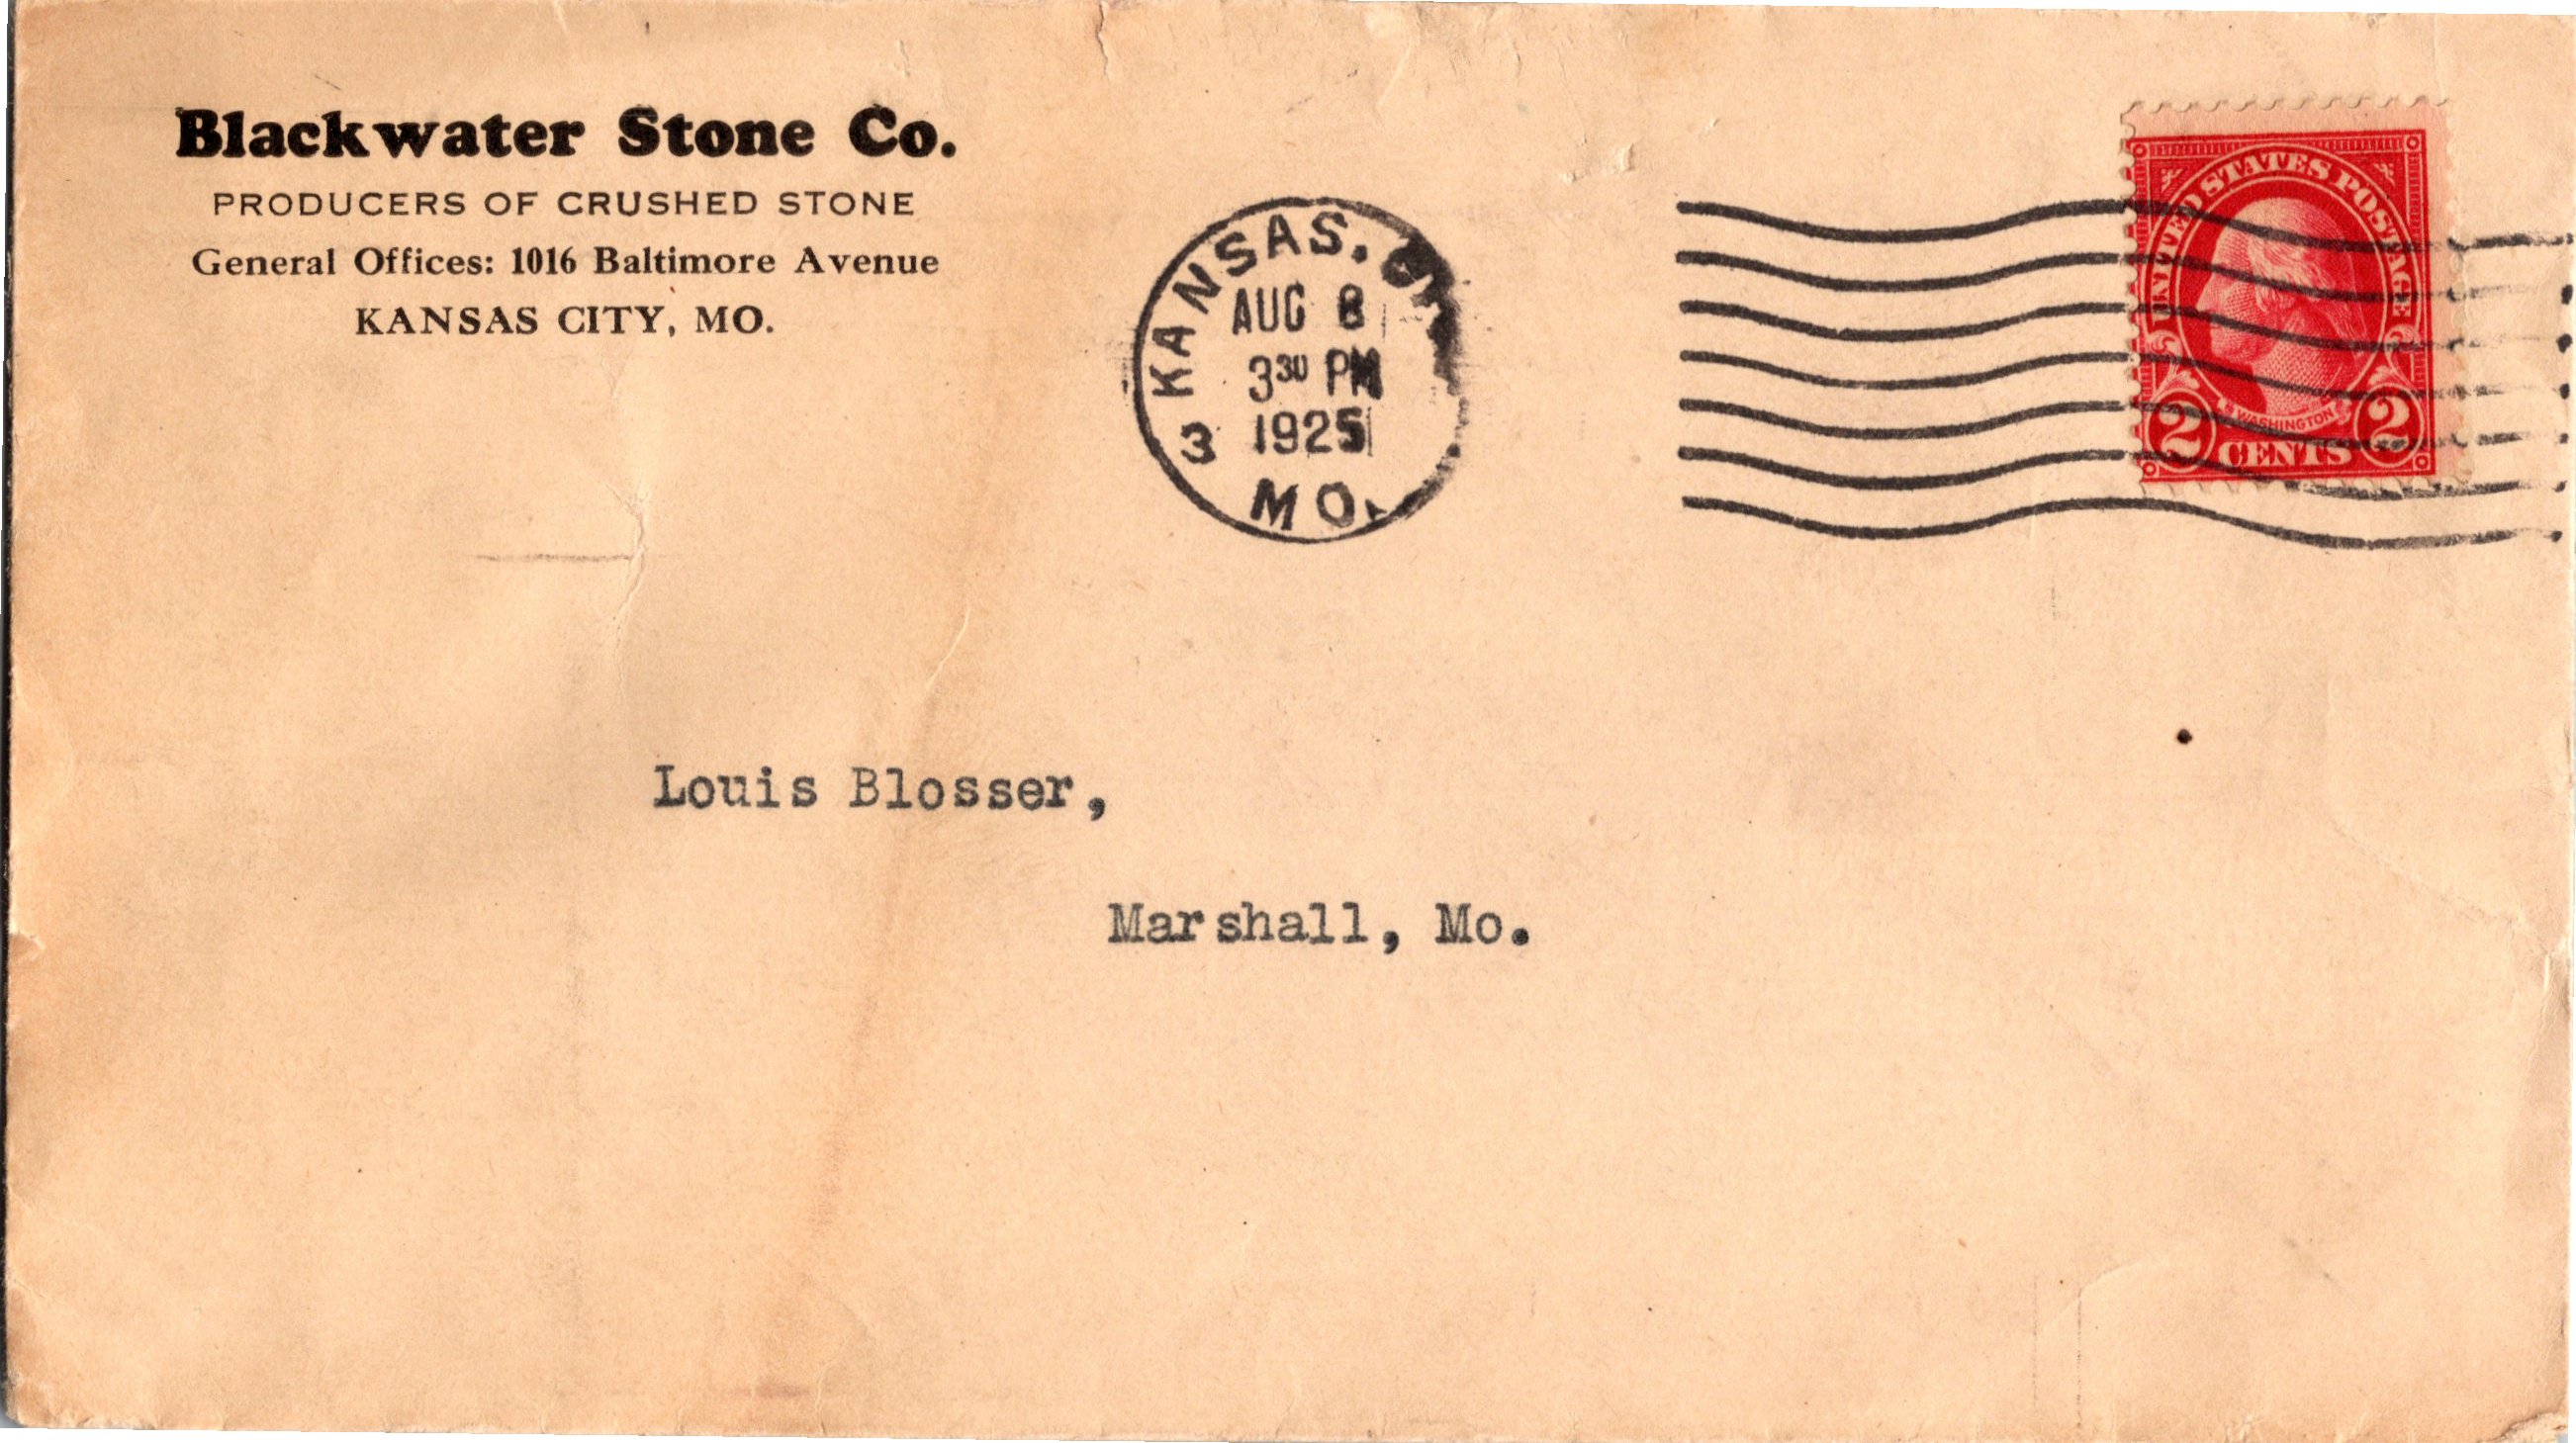 Blackwater Stone Co.
PRODUCERS OF CRUSHED STONE
General Offices: 1016 Baltimore Avenue
KANSAS CITY, MO.
KANSAS,
AUG 8
3 30 PM
3 1925
MO.
UNITED STATES POSTAGE
WASHINGTON
2 CENTS 2
Louis Blosser,
Marshall, Mo.